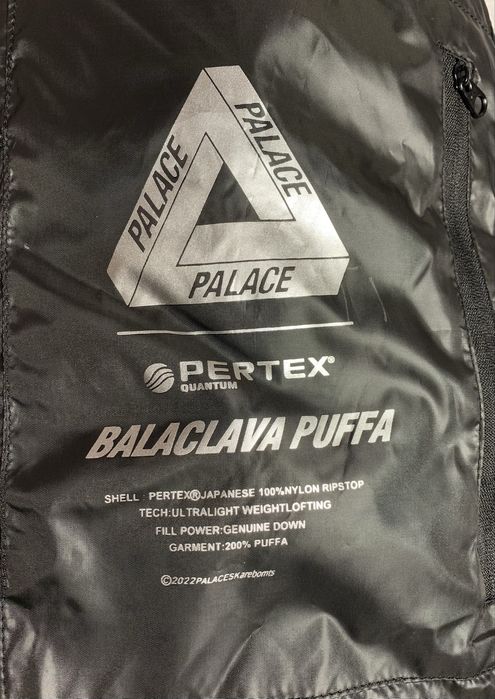 PALACE
PALACE
PALACE
PERTEX®
QUANTUM
BALACLAVA PUFFA
SHELL : PERTEX®JAPANESE 100%NYLON RIPSTOP
TECH:ULTRALIGHT WEIGHTLOFTING
FILL POWER:GENUINE DOWN
GARMENT:200% PUFFA
©2022PALACESKarebomts